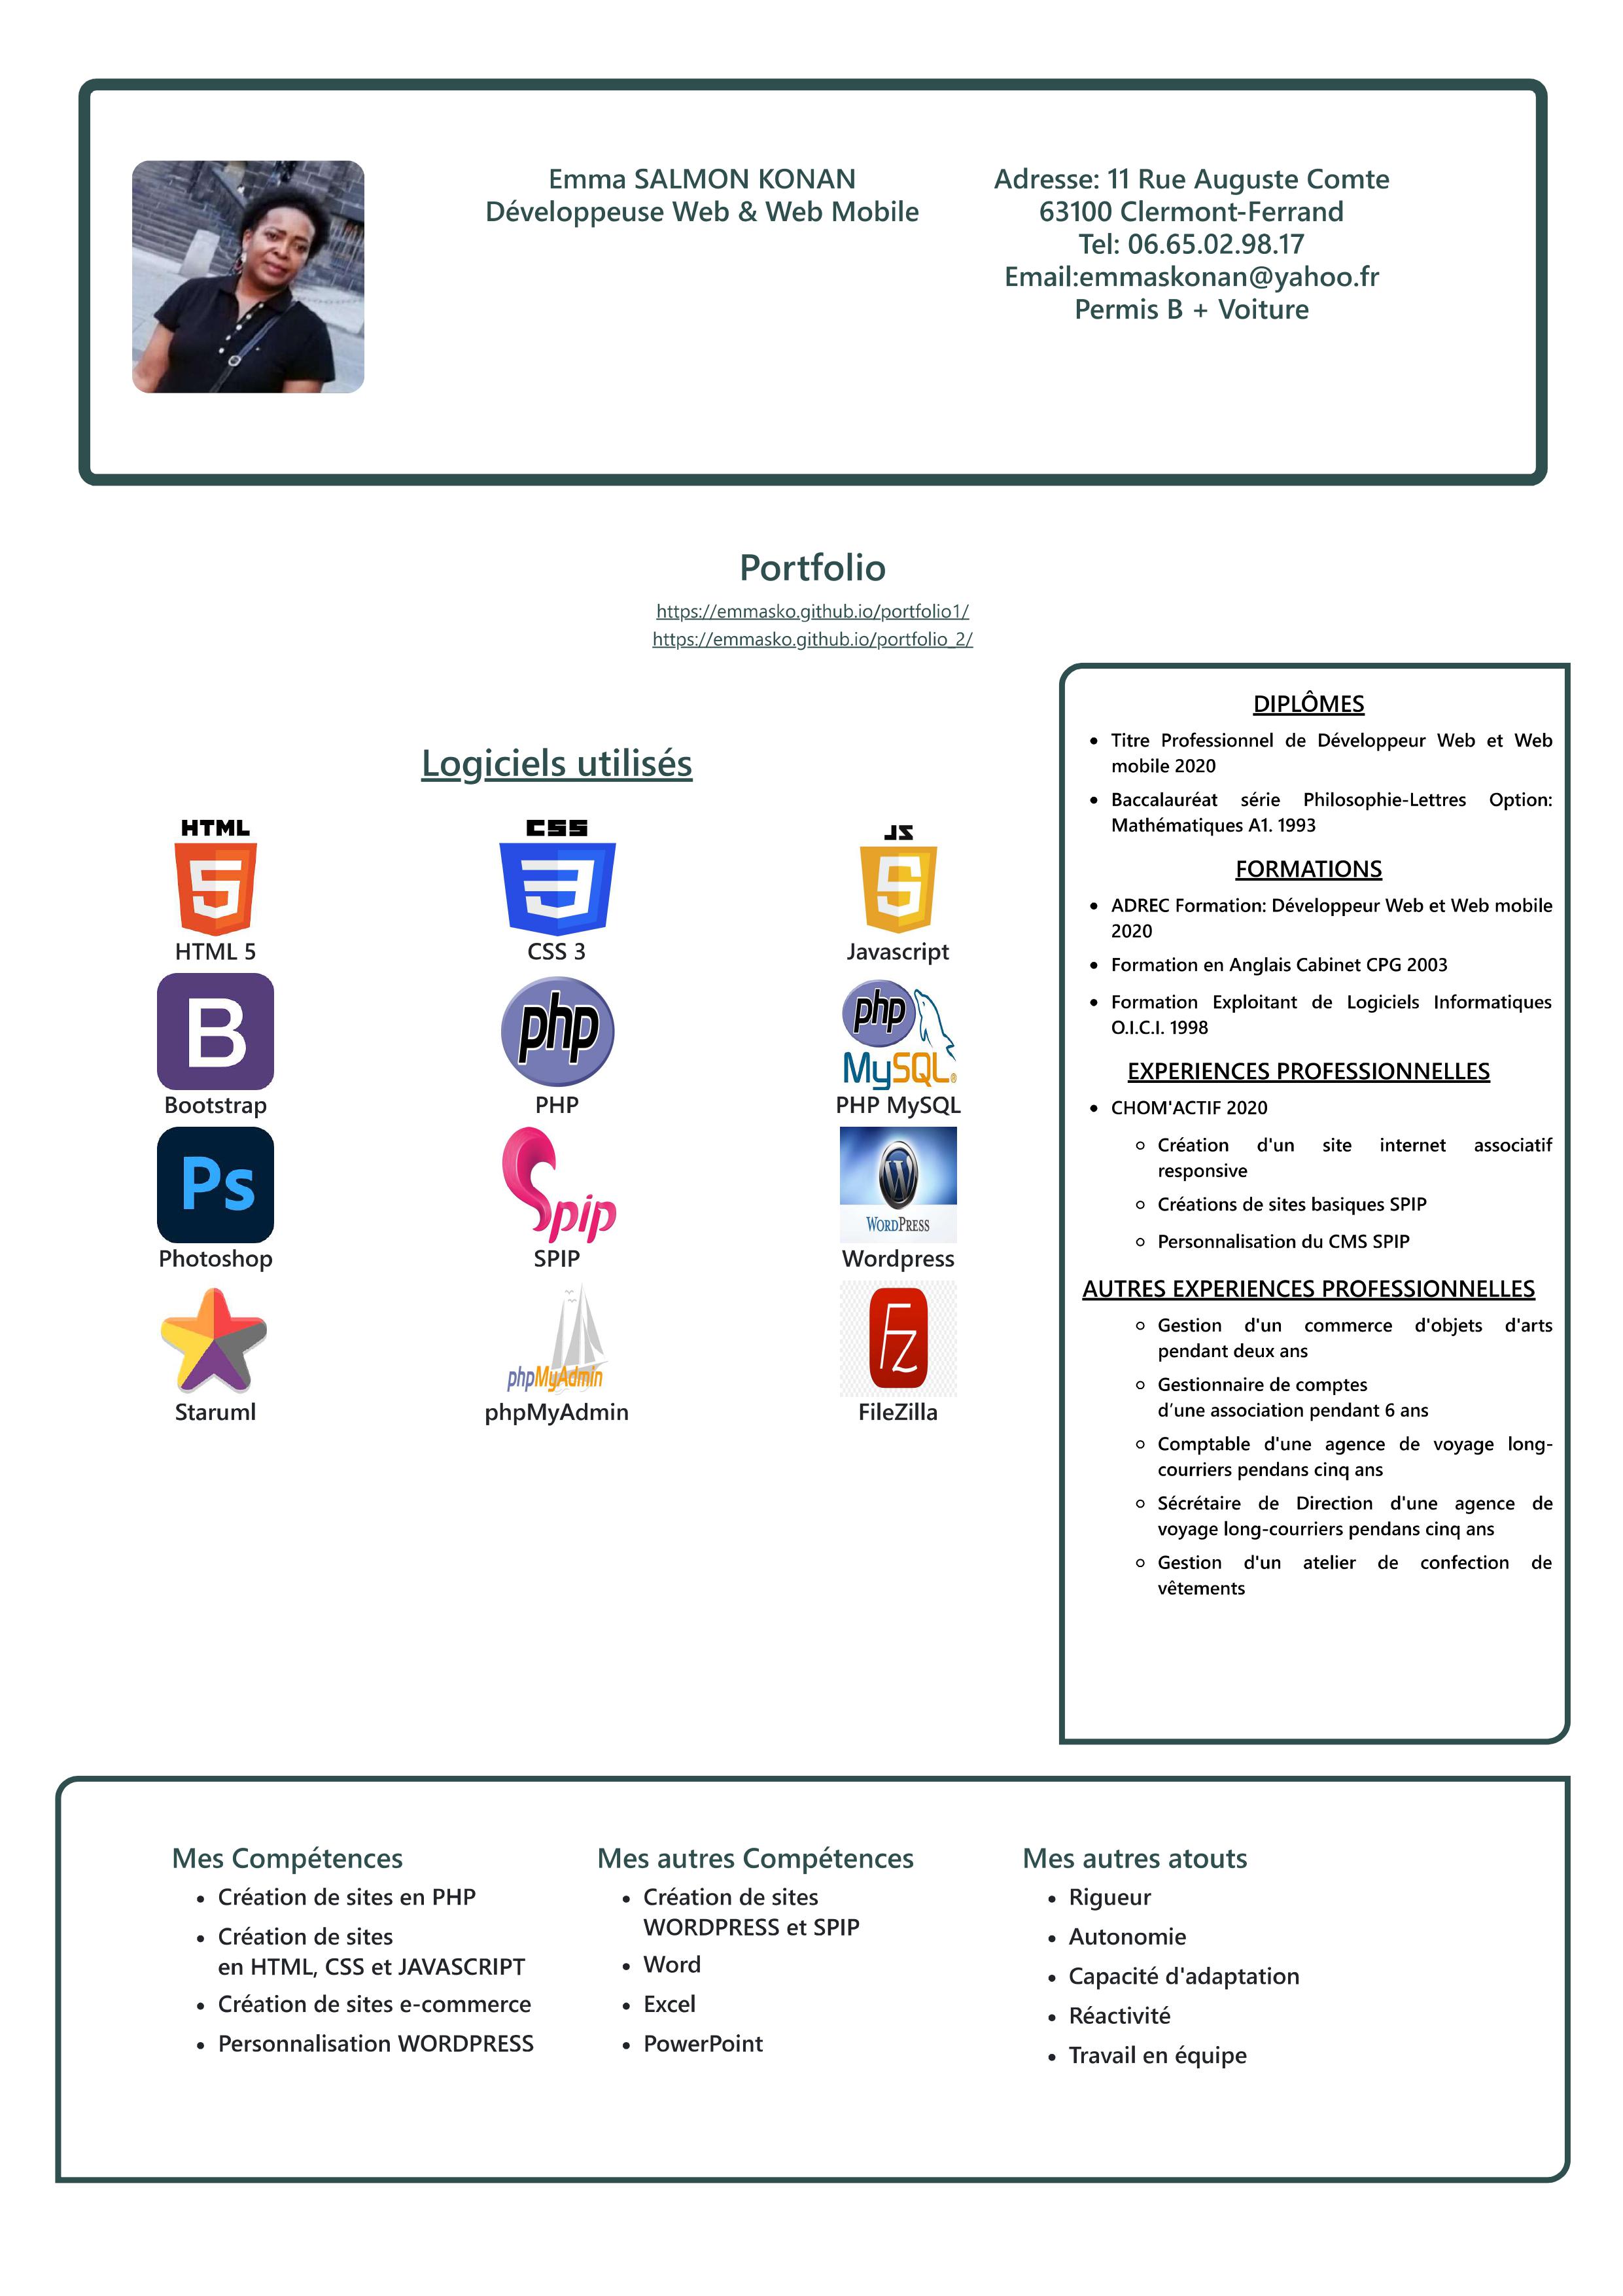 Emma SALMON KONAN
Développeuse Web & Web Mobile
Adresse: 11 Rue Auguste Comte
63100 Clermont-Ferrand
Tel: 06.65.02.98.17
Email:emmaskonan@yahoo.fr
Permis B + Voiture
Portfolio
https://emmasko.github.io/portfolio1/
https://emmasko.github.io/portfolio_2/
Logiciels utilisés
HTML
5
HTML 5
CSS
3
CSS 3
JS
5
Javascript
B
Bootstrap
php
PHP
php
MySQL®
PHP MySQL
Ps
Photoshop
Spip
SPIP
W
WORDPRESS
Wordpress
Staruml
phpMyAdmin
phpMyAdmin
Fz
FileZilla
DIPLÔMES
• Titre Professionnel de Développeur Web et Web
mobile 2020
• Baccalauréat série Philosophie-Lettres Option:
Mathématiques A1. 1993
FORMATIONS
• ADREC Formation: Développeur Web et Web mobile
2020
• Formation en Anglais Cabinet CPG 2003
• Formation Exploitant de Logiciels Informatiques
O.I.C.I. 1998
EXPERIENCES PROFESSIONNELLES
• CHOM'ACTIF 2020
○ Création d'un site internet associatif
responsive
○ Créations de sites basiques SPIP
○ Personnalisation du CMS SPIP
AUTRES EXPERIENCES PROFESSIONNELLES
○ Gestion d'un commerce d'objets d'arts
pendant deux ans
○ Gestionnaire de comptes
d’une association pendant 6 ans
○ Comptable d'une agence de voyage long-
courriers pendans cinq ans
○ Sécrétaire de Direction d'une agence de
voyage long-courriers pendans cinq ans
○ Gestion d'un atelier de confection de
vêtements
Mes Compétences
• Création de sites en PHP
• Création de sites
en HTML, CSS et JAVASCRIPT
• Création de sites e-commerce
• Personnalisation WORDPRESS
Mes autres Compétences
• Création de sites
WORDPRESS et SPIP
• Word
• Excel
• PowerPoint
Mes autres atouts
• Rigueur
• Autonomie
• Capacité d'adaptation
• Réactivité
• Travail en équipe